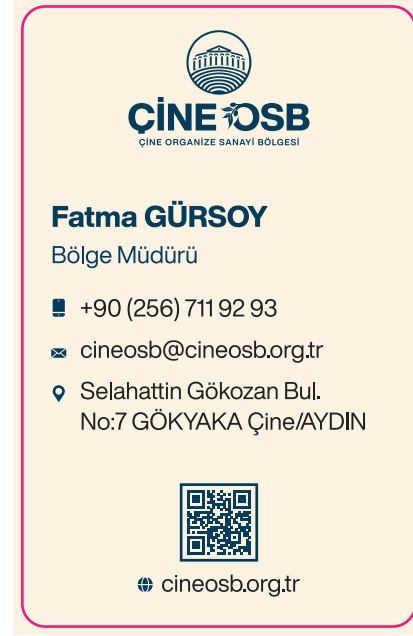 ÇİNE OSB
ÇİNE ORGANİZE SANAYİ BÖLGESİ
Fatma GÜRSOY
Bölge Müdürü
+90 (256) 711 92 93
cineosb@cineosb.org.tr
Selahattin Gökozan Bul.
No:7 GÖKYAKA Çine/AYDIN
cineosb.org.tr